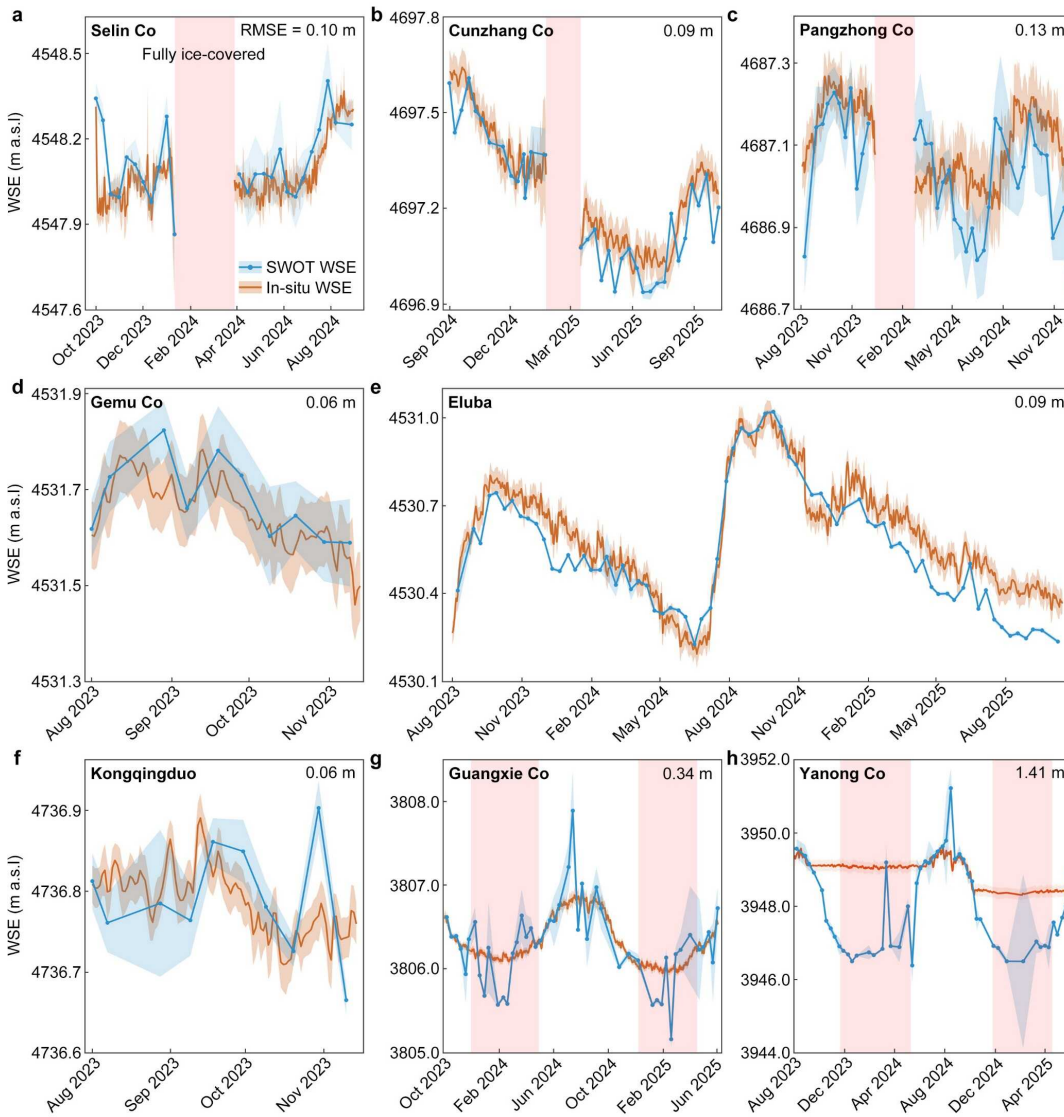 a
Selin Co
RMSE = 0.10 m
Fully ice-covered
WSE (m a.s.l)
4548.5
4548.2
4547.9
4547.6
SWOT WSE
In-situ WSE
Oct 2023
Dec 2023
Feb 2024
Apr 2024
Jun 2024
Aug 2024
b
Cunzhang Co
0.09 m
4697.8
4697.5
4697.2
4696.9
Sep 2024
Dec 2024
Mar 2025
Jun 2025
Sep 2025
c
Pangzhong Co
0.13 m
4687.3
4687.1
4686.9
4686.7
Aug 2023
Nov 2023
Feb 2024
May 2024
Aug 2024
Nov 2024
d
Gemu Co
0.06 m
WSE (m a.s.l)
4531.9
4531.7
4531.5
4531.3
Aug 2023
Sep 2023
Oct 2023
Nov 2023
e
Eluba
0.09 m
4531.0
4530.7
4530.4
4530.1
Aug 2023
Nov 2023
Feb 2024
May 2024
Aug 2024
Nov 2024
Feb 2025
May 2025
Aug 2025
f
Kongqingduo
0.06 m
WSE (m a.s.l)
4736.9
4736.8
4736.7
4736.6
Aug 2023
Sep 2023
Oct 2023
Nov 2023
g
Guangxie Co
0.34 m
3808.0
3807.0
3806.0
3805.0
Oct 2023
Feb 2024
Jun 2024
Oct 2024
Feb 2025
Jun 2025
h
Yanong Co
1.41 m
3952.0
3950.0
3948.0
3946.0
3944.0
Aug 2023
Dec 2023
Apr 2024
Aug 2024
Dec 2024
Apr 2025